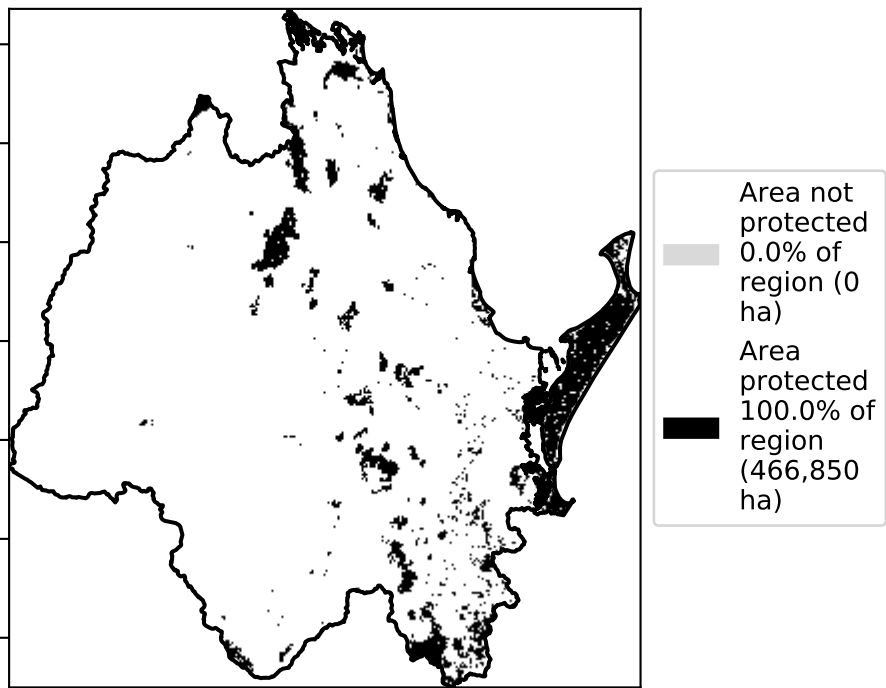 Area not
protected
0.0% of
region (0
ha)
Area
protected
100.0% of
region
(466,850
ha)